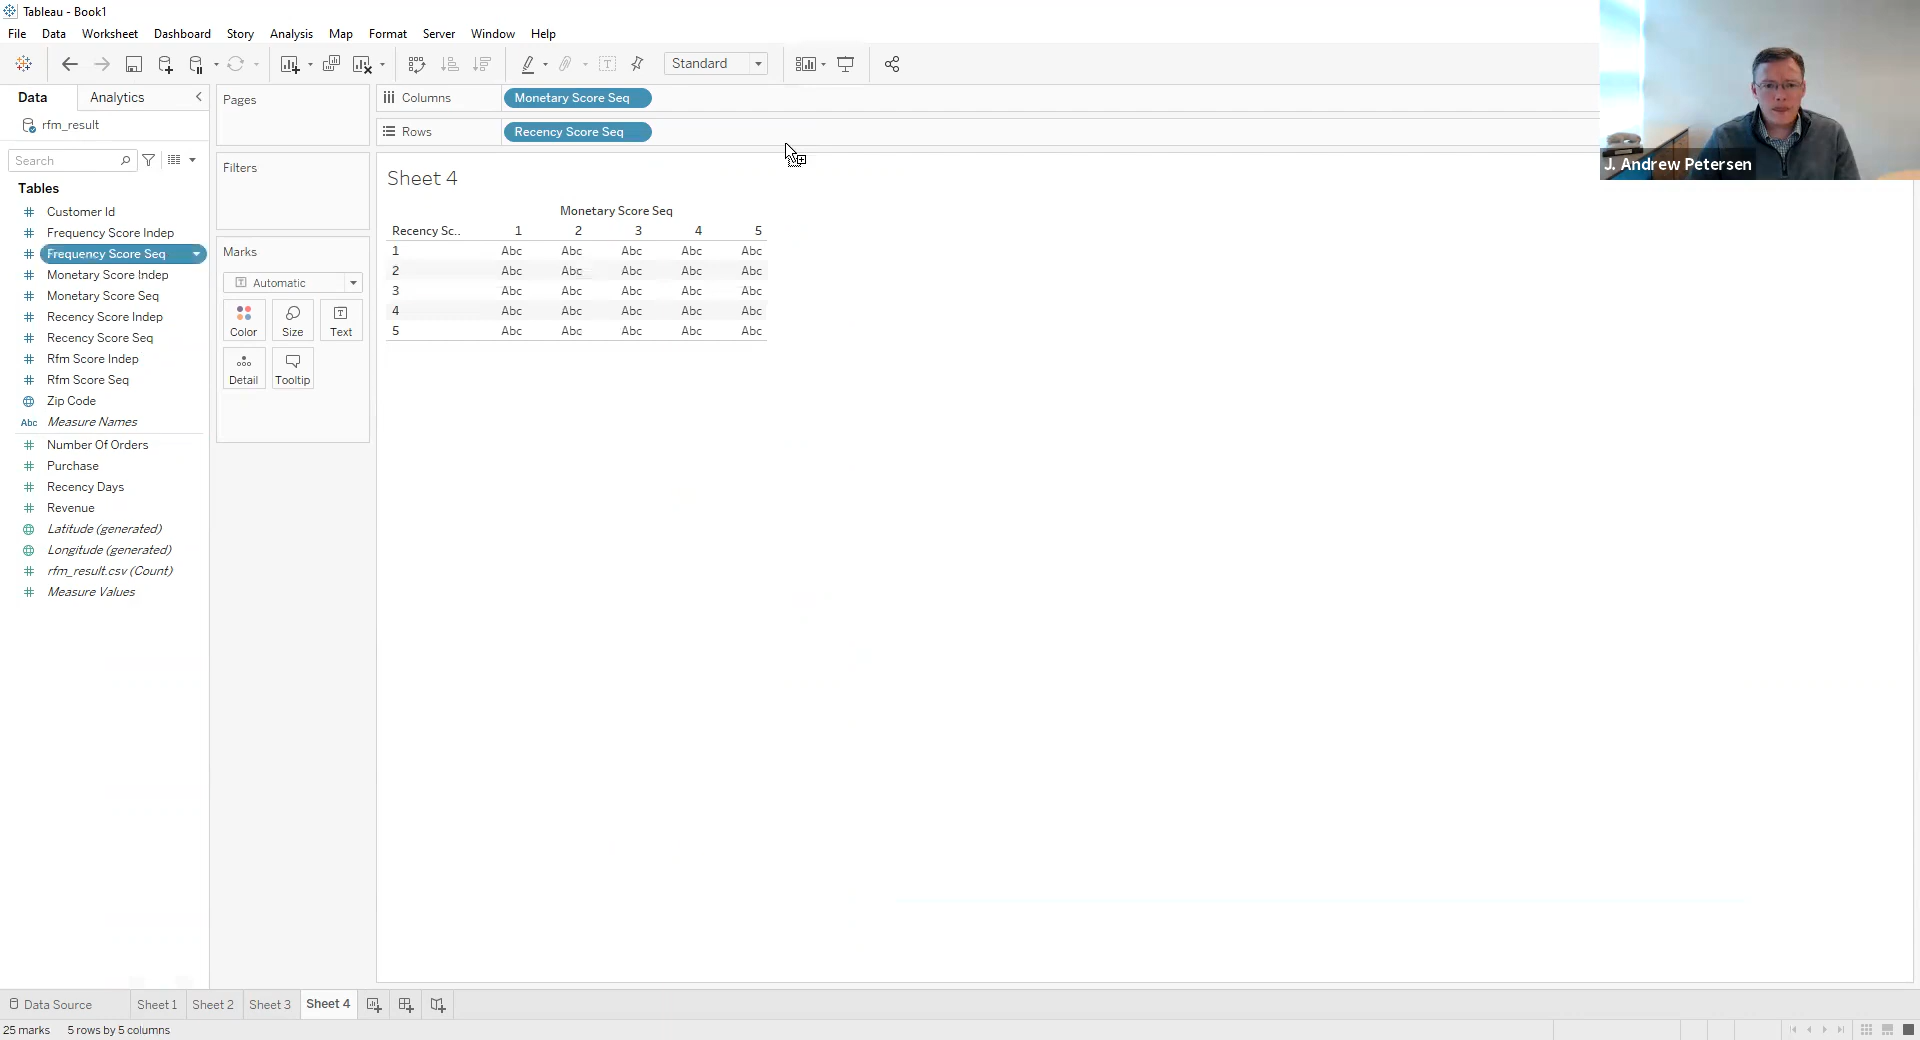 Tableau - Book1
File Data Worksheet Dashboard Story Analysis Map Format Server Window Help
Standard
Data Analytics
rfm_result
Search
Tables
Customer Id
Frequency Score Indep
Frequency Score Seq
Monetary Score Indep
Monetary Score Seq
Recency Score Indep
Recency Score Seq
Rfm Score Indep
Rfm Score Seq
Zip Code
Abc Measure Names
Number Of Orders
Purchase
Recency Days
Revenue
Latitude (generated)
Longitude (generated)
rfm_result.csv (Count)
Measure Values
Pages
Filters
Marks
Automatic
Color Size Text
Detail Tooltip
Columns Monetary Score Seq
Rows Recency Score Seq
Sheet 4
Monetary Score Seq
Recency Sc.. 1 2 3 4 5
1 Abc Abc Abc Abc Abc
2 Abc Abc Abc Abc Abc
3 Abc Abc Abc Abc Abc
4 Abc Abc Abc Abc Abc
5 Abc Abc Abc Abc Abc
J. Andrew Petersen
Data Source Sheet 1 Sheet 2 Sheet 3 Sheet 4
25 marks 5 rows by 5 columns